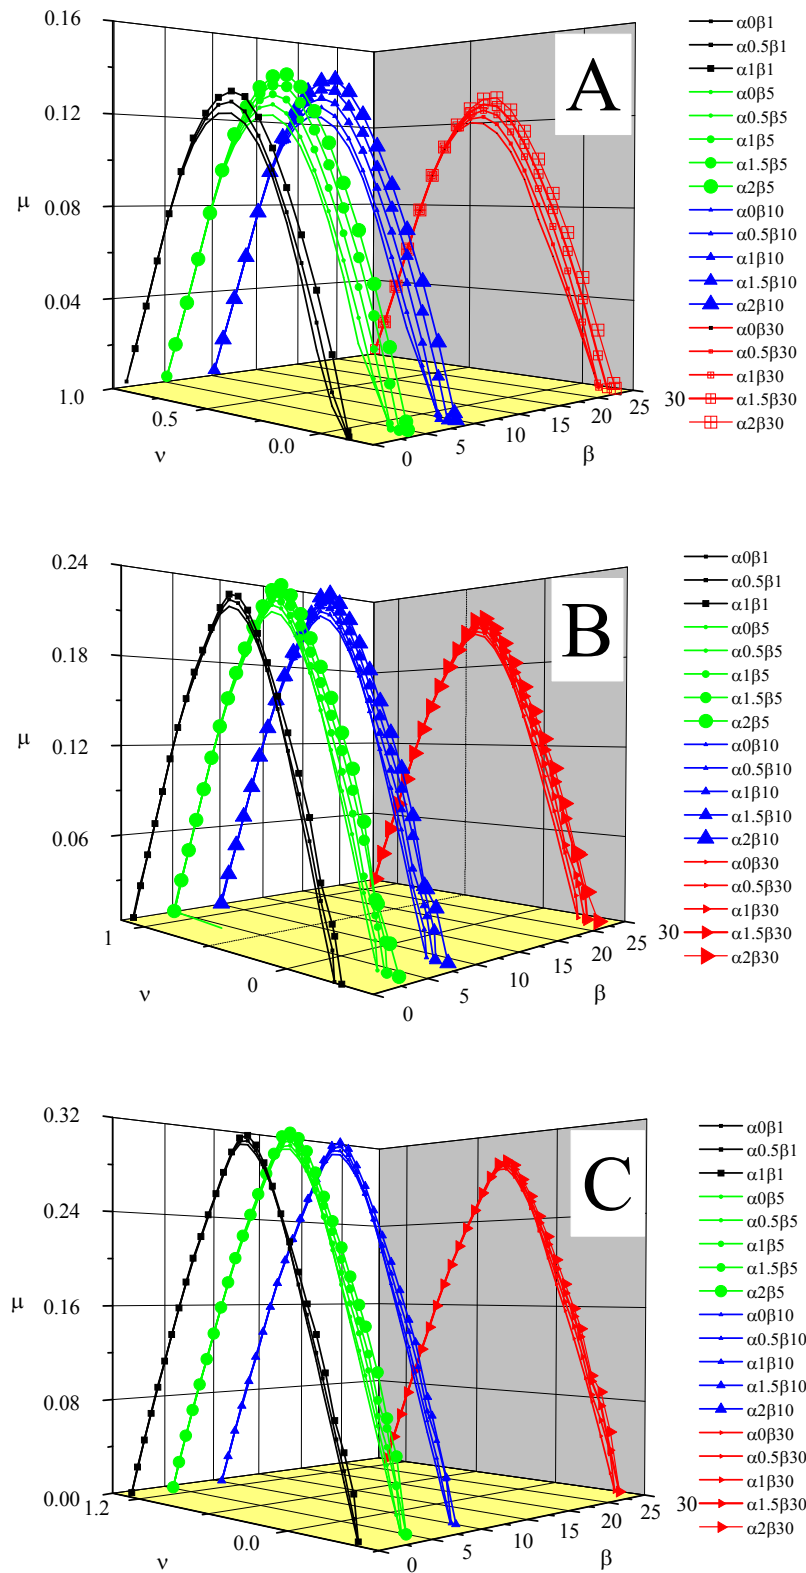 0.16
0.12
μ
0.08
0.04
1.0
0.5
0.0
ν
0
5
10
15
20
25
30
β
A
α0β1
α0.5β1
α1β1
α0β5
α0.5β5
α1β5
α1.5β5
α2β5
α0β10
α0.5β10
α1β10
α1.5β10
α2β10
α0β30
α0.5β30
α1β30
α1.5β30
α2β30
0.24
0.18
μ
0.12
0.06
1
0
ν
0
5
10
15
20
25
30
β
B
α0β1
α0.5β1
α1β1
α0β5
α0.5β5
α1β5
α1.5β5
α2β5
α0β10
α0.5β10
α1β10
α1.5β10
α2β10
α0β30
α0.5β30
α1β30
α1.5β30
α2β30
0.32
0.24
μ
0.16
0.08
0.00
1.2
0.0
ν
0
5
10
15
20
25
30
β
C
α0β1
α0.5β1
α1β1
α0β5
α0.5β5
α1β5
α1.5β5
α2β5
α0β10
α0.5β10
α1β10
α1.5β10
α2β10
α0β30
α0.5β30
α1β30
α1.5β30
α2β30